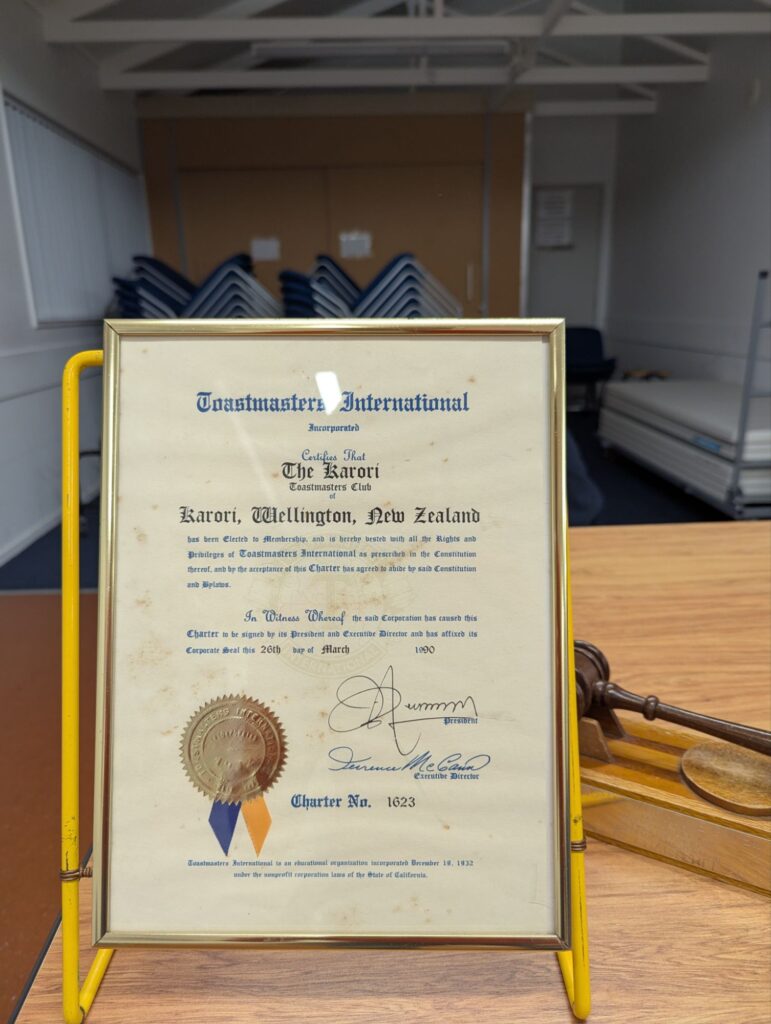 Toastmasters International
Incorporated
Certifies That
The Karori
Toastmasters Club
of
Karori, Wellington, New Zealand
has been Elected to Membership, and is hereby vested with all the Rights and
Privileges of Toastmasters International as prescribed in the Constitution
thereof, and by the acceptance of this Charter has agreed to abide by said Constitution
and Bylaws.
In Witness Whereof the said Corporation has caused this
Charter to be signed by its President and Executive Director and has affixed its
Corporate Seal this 26th day of March 1990
President
Terrence McCann
Executive Director
Charter No. 1623
Toastmasters International is an educational organization incorporated December 19, 1932
under the nonprofit corporation laws of the State of California.